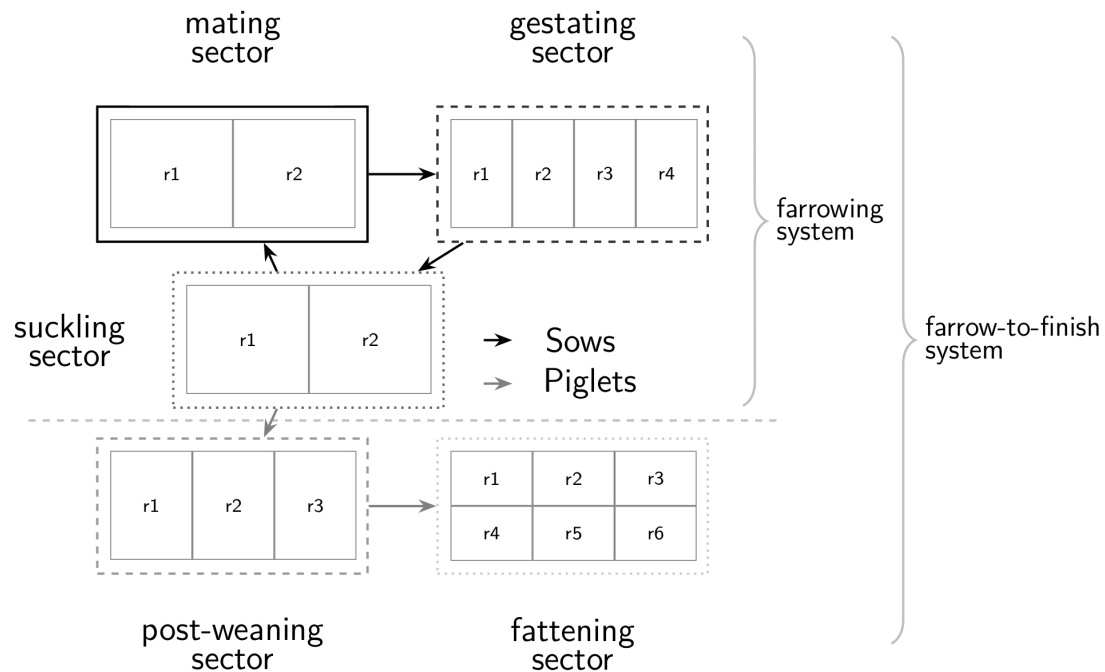 mating
sector
gestating
sector
r1
r2
r1
r2
r3
r4
farrowing
system
suckling
sector
r1
r2
Sows
Piglets
farrow-to-finish
system
r1
r2
r3
r1
r2
r3
r4
r5
r6
post-weaning
sector
fattening
sector